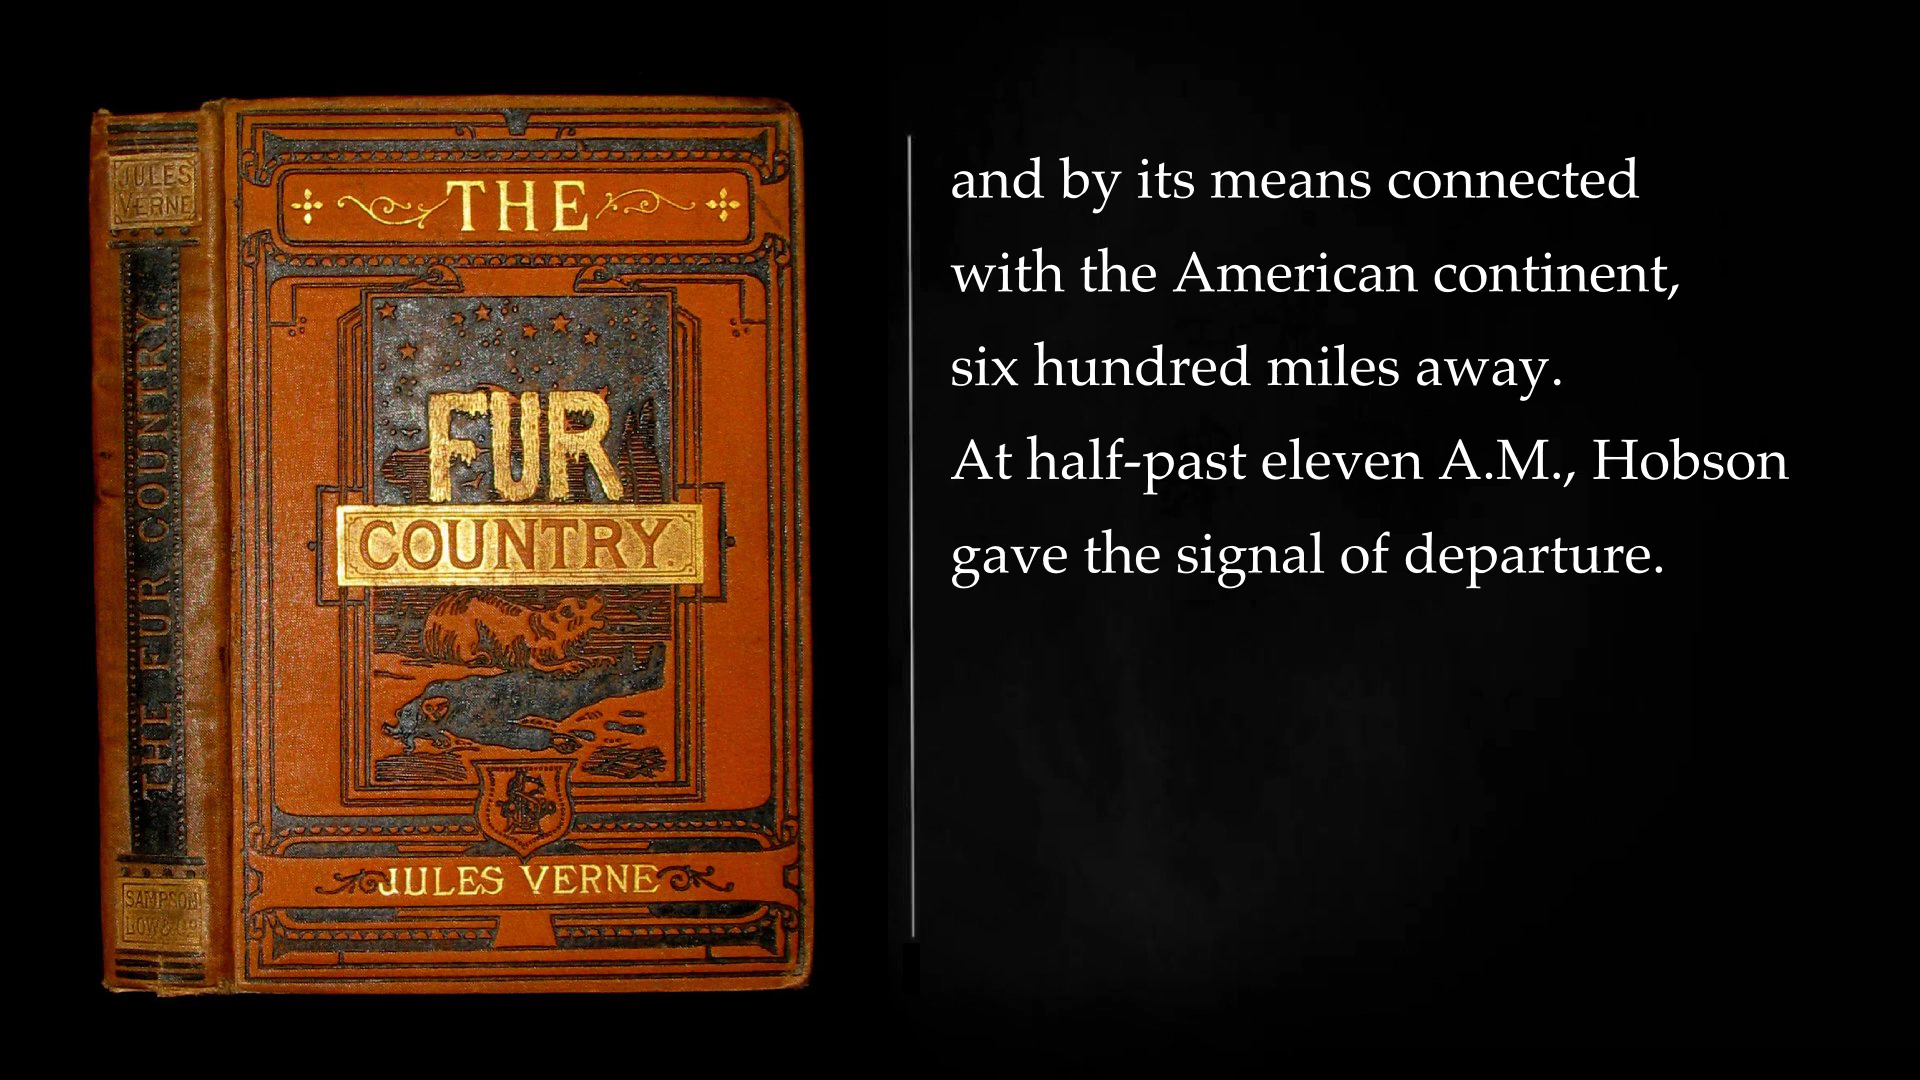 JULES
VERNE
THE FUR COUNTRY.
SAMPSON
LOW & Co
THE
FUR
COUNTRY.
JULES VERNE
and by its means connected
with the American continent,
six hundred miles away.
At half-past eleven A.M., Hobson
gave the signal of departure.